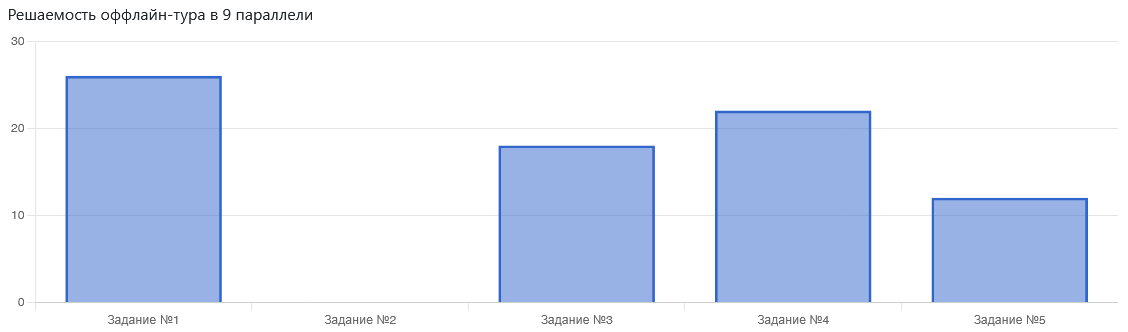 Решаемость оффлайн-тура в 9 параллели
30
20
10
0
Задание №1
Задание №2
Задание №3
Задание №4
Задание №5